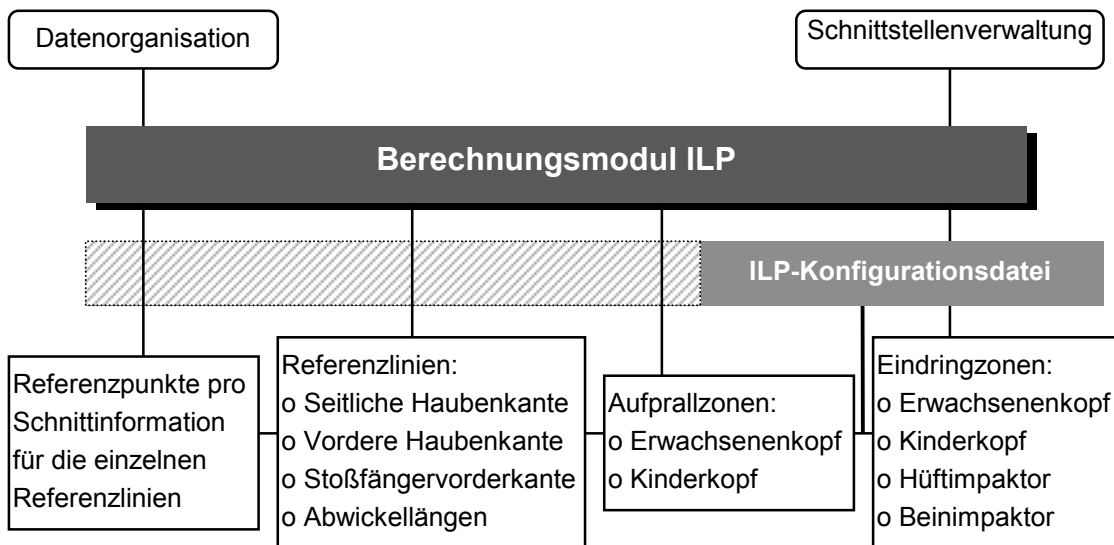 Datenorganisation
Schnittstellenverwaltung
Berechnungsmodul ILP
ILP-Konfigurationsdatei
Referenzpunkte pro
Schnittinformation
für die einzelnen
Referenzlinien
Referenzlinien:
o Seitliche Haubenkante
o Vordere Haubenkante
o Stoßfängervorderkante
o Abwickellängen
Aufprallzonen:
o Erwachsenenkopf
o Kinderkopf
Eindringzonen:
o Erwachsenenkopf
o Kinderkopf
o Hüftimpaktor
o Beinimpaktor